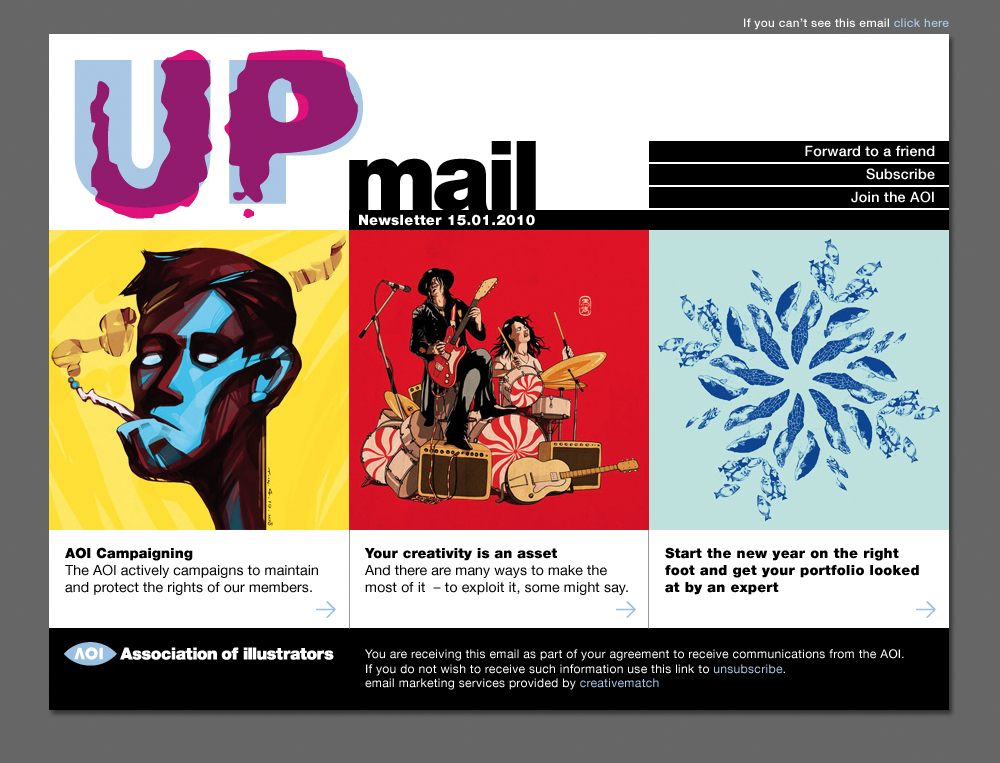 If you can't see this email click here
UP
mail
Newsletter 15.01.2010
Forward to a friend
Subscribe
Join the AOI
AOI Campaigning
The AOI actively campaigns to maintain
and protect the rights of our members.
Your creativity is an asset
And there are many ways to make the
most of it – to exploit it, some might say.
Start the new year on the right
foot and get your portfolio looked
at by an expert
AOI Association of illustrators
You are receiving this email as part of your agreement to receive communications from the AOI.
If you do not wish to receive such information use this link to unsubscribe.
email marketing services provided by creativematch